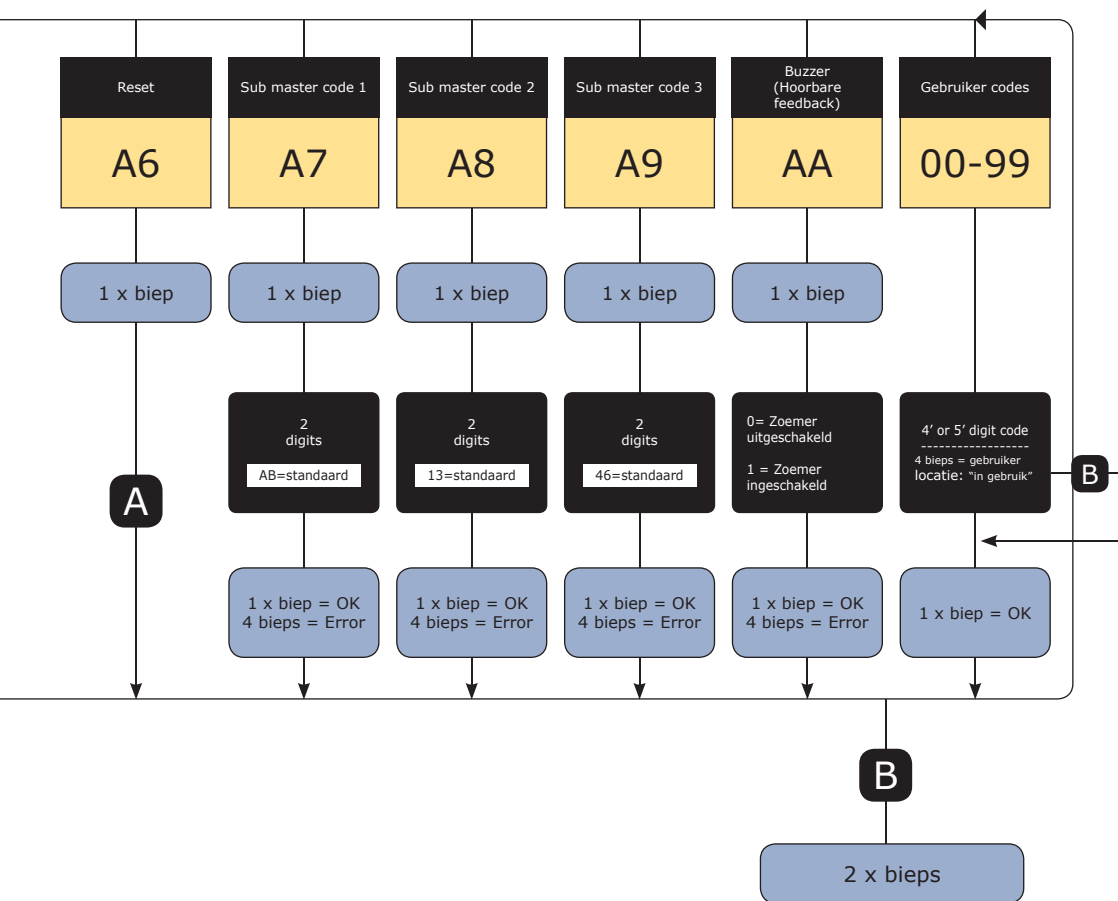 Reset
A6
1 x biep
A
Sub master code 1
A7
1 x biep
2
digits
AB=standaard
1 x biep = OK
4 bieps = Error
Sub master code 2
A8
1 x biep
2
digits
13=standaard
1 x biep = OK
4 bieps = Error
Sub master code 3
A9
1 x biep
2
digits
46=standaard
1 x biep = OK
4 bieps = Error
Buzzer
(Hoorbare
feedback)
AA
1 x biep
0= Zoemer
uitgeschakeld
1 = Zoemer
ingeschakeld
1 x biep = OK
4 bieps = Error
Gebruiker codes
00-99
4’ or 5’ digit code
-------------------
4 bieps = gebruiker
locatie: “in gebruik”
B
1 x biep = OK
B
2 x bieps